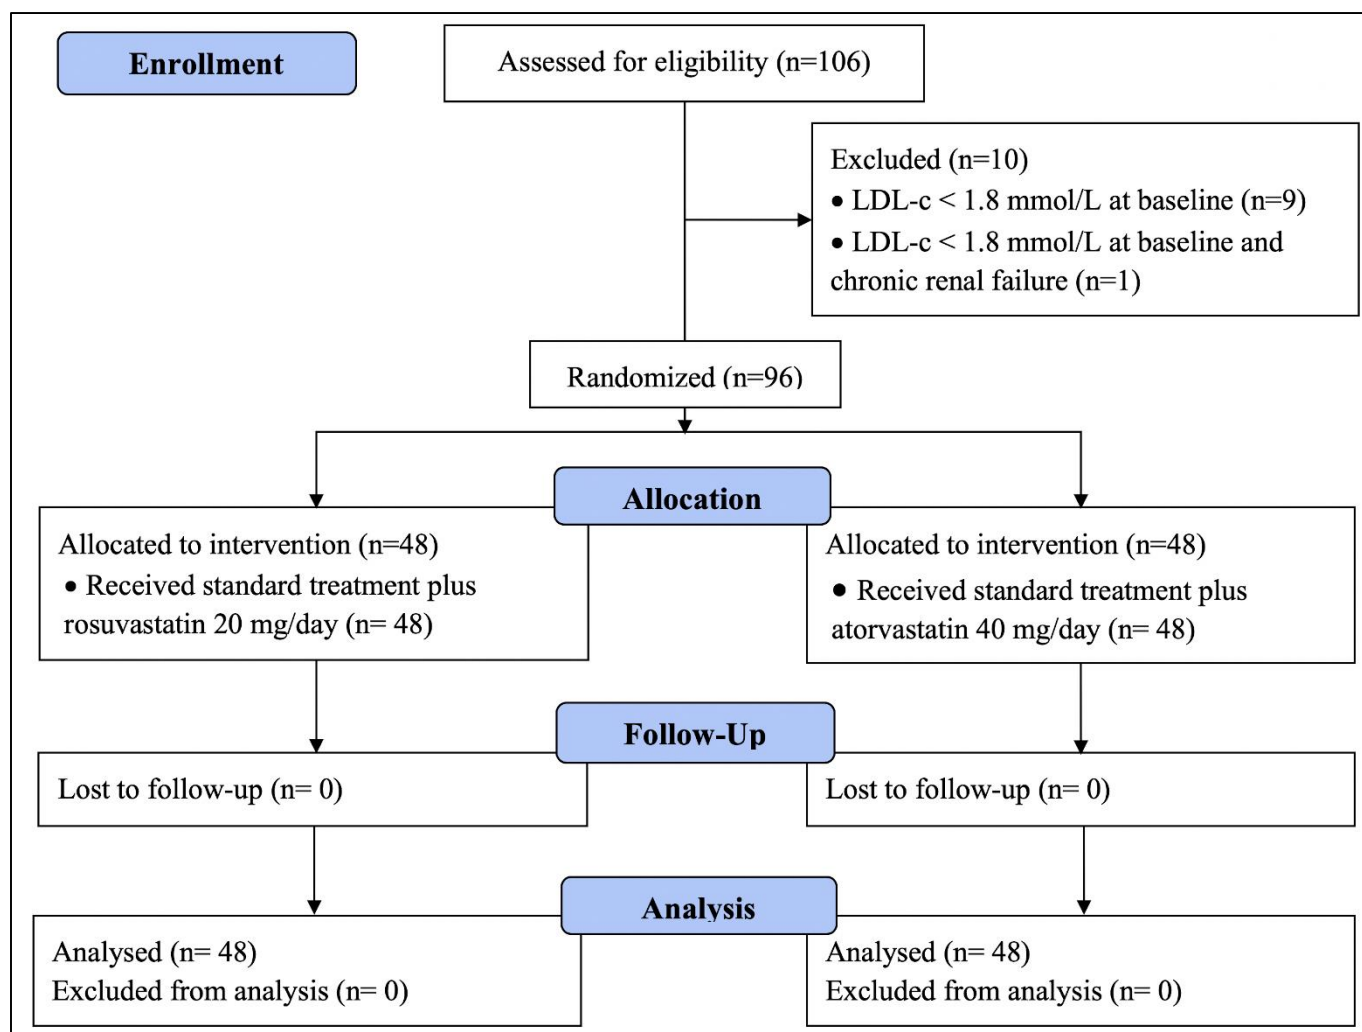 Enrollment
Assessed for eligibility (n=106)
Excluded (n=10)
• LDL-c < 1.8 mmol/L at baseline (n=9)
• LDL-c < 1.8 mmol/L at baseline and
chronic renal failure (n=1)
Randomized (n=96)
Allocation
Allocated to intervention (n=48)
• Received standard treatment plus
rosuvastatin 20 mg/day (n= 48)
Allocated to intervention (n=48)
• Received standard treatment plus
atorvastatin 40 mg/day (n= 48)
Follow-Up
Lost to follow-up (n= 0)
Lost to follow-up (n= 0)
Analysis
Analysed (n= 48)
Excluded from analysis (n= 0)
Analysed (n= 48)
Excluded from analysis (n= 0)